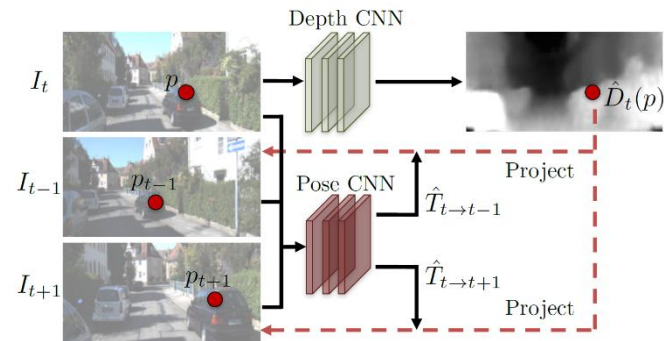 Depth CNN
I_t
p
D̂_t(p)
Project
I_{t−1}
p_{t−1}
Pose CNN
T̂_{t→t−1}
T̂_{t→t+1}
I_{t+1}
p_{t+1}
Project